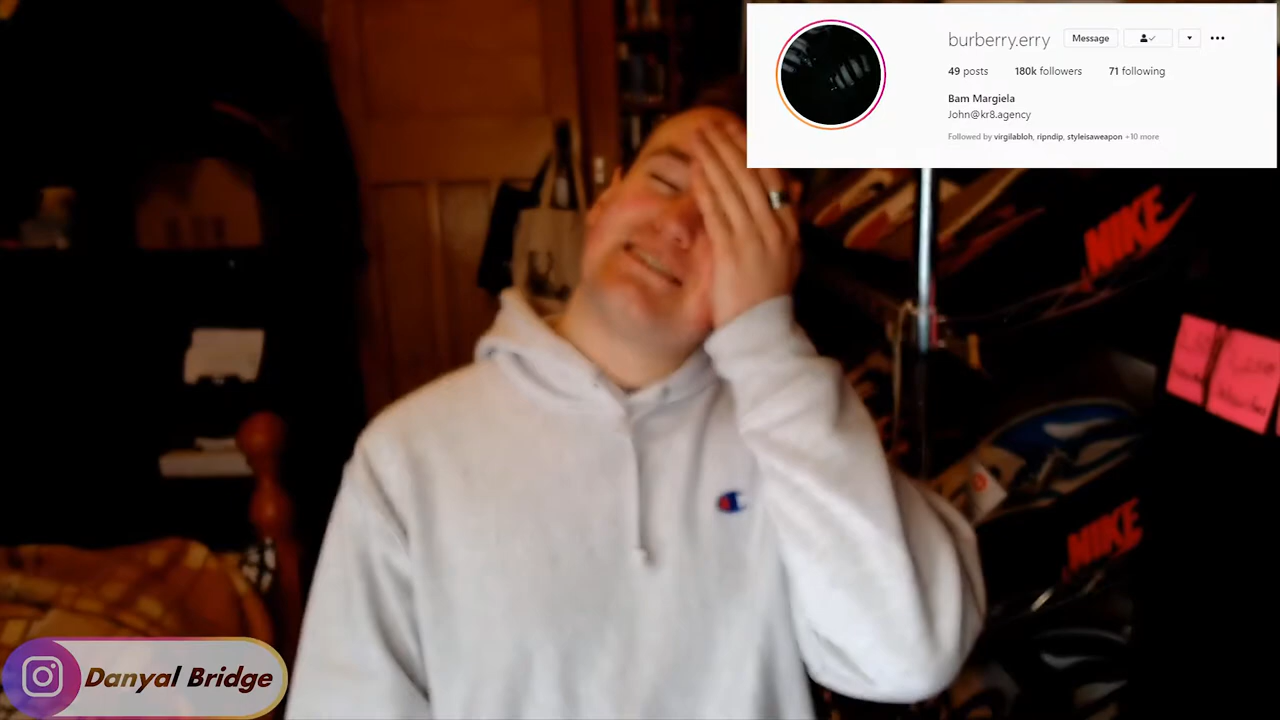 burberry.erry Message
49 posts 180k followers 71 following
Bam Margiela
John@kr8.agency
Followed by virgilabloh, ripndip, styleisaweapon +10 more
NIKE
NIKE
Danyal Bridge